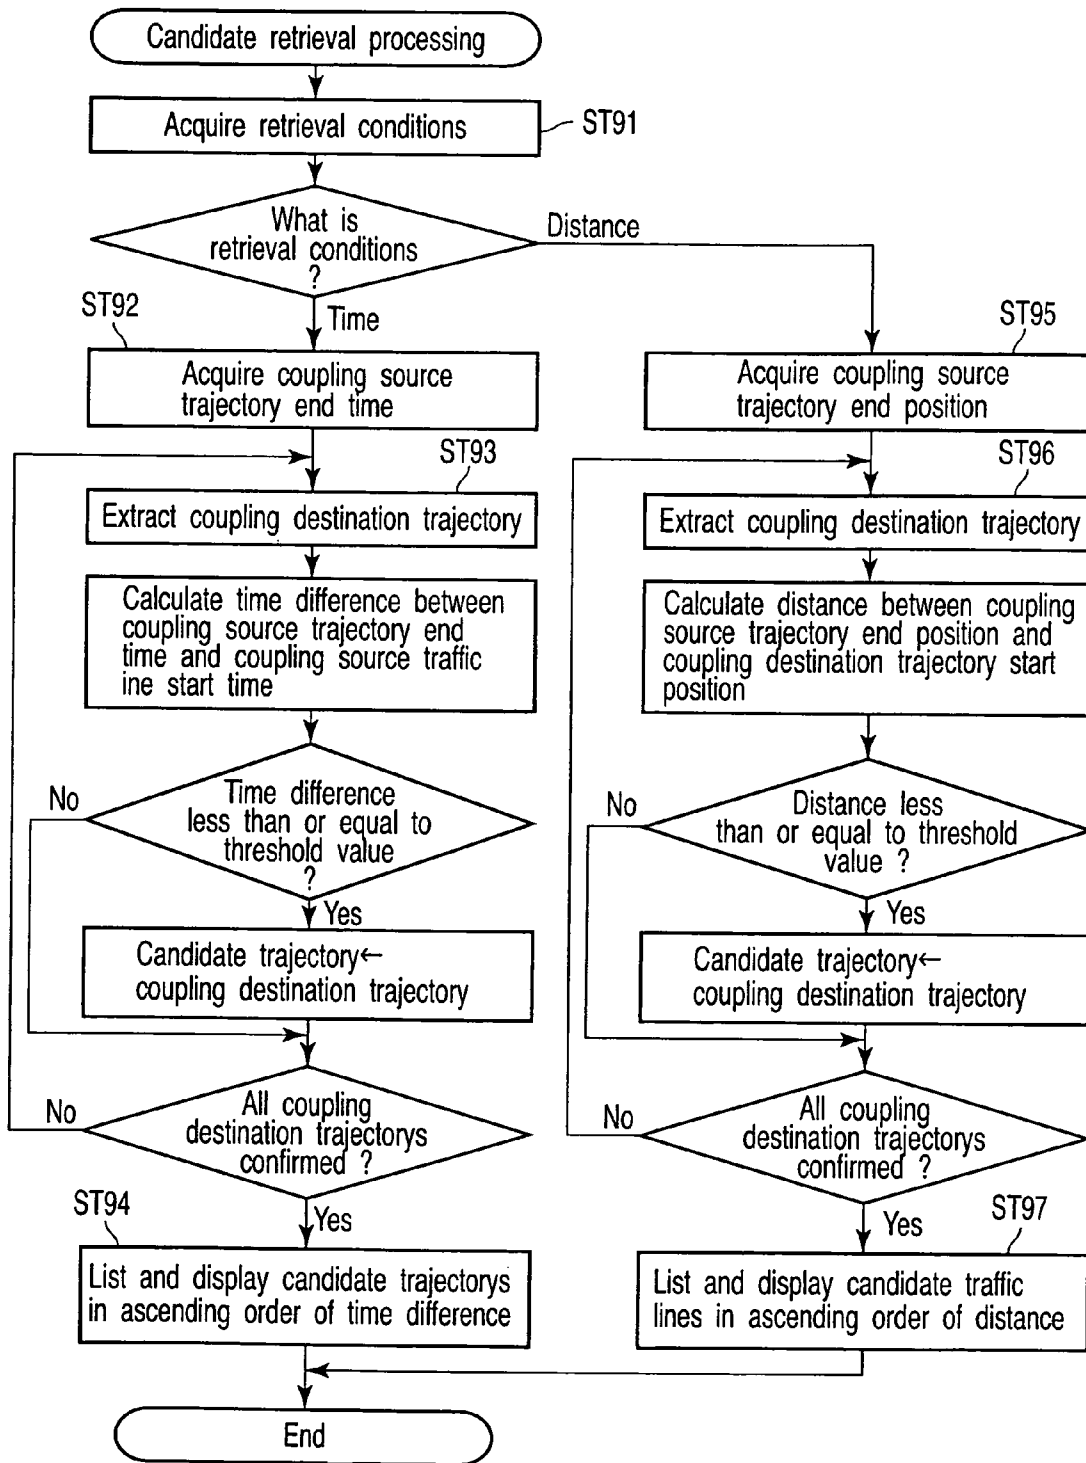 Candidate retrieval processing
Acquire retrieval conditions
ST91
What is
retrieval conditions
?
Distance
Time
ST92
Acquire coupling source
trajectory end time
ST93
Extract coupling destination trajectory
Calculate time difference between
coupling source trajectory end
time and coupling source traffic
ine start time
Time difference
less than or equal to
threshold value
?
No
Yes
Candidate trajectory←
coupling destination trajectory
All coupling
destination trajectorys
confirmed ?
No
Yes
ST94
List and display candidate trajectorys
in ascending order of time difference
ST95
Acquire coupling source
trajectory end position
ST96
Extract coupling destination trajectory
Calculate distance between coupling
source trajectory end position and
coupling destination trajectory start
position
Distance less
than or equal to threshold
value ?
No
Yes
Candidate trajectory←
coupling destination trajectory
All coupling
destination trajectorys
confirmed ?
No
Yes
ST97
List and display candidate traffic
lines in ascending order of distance
End